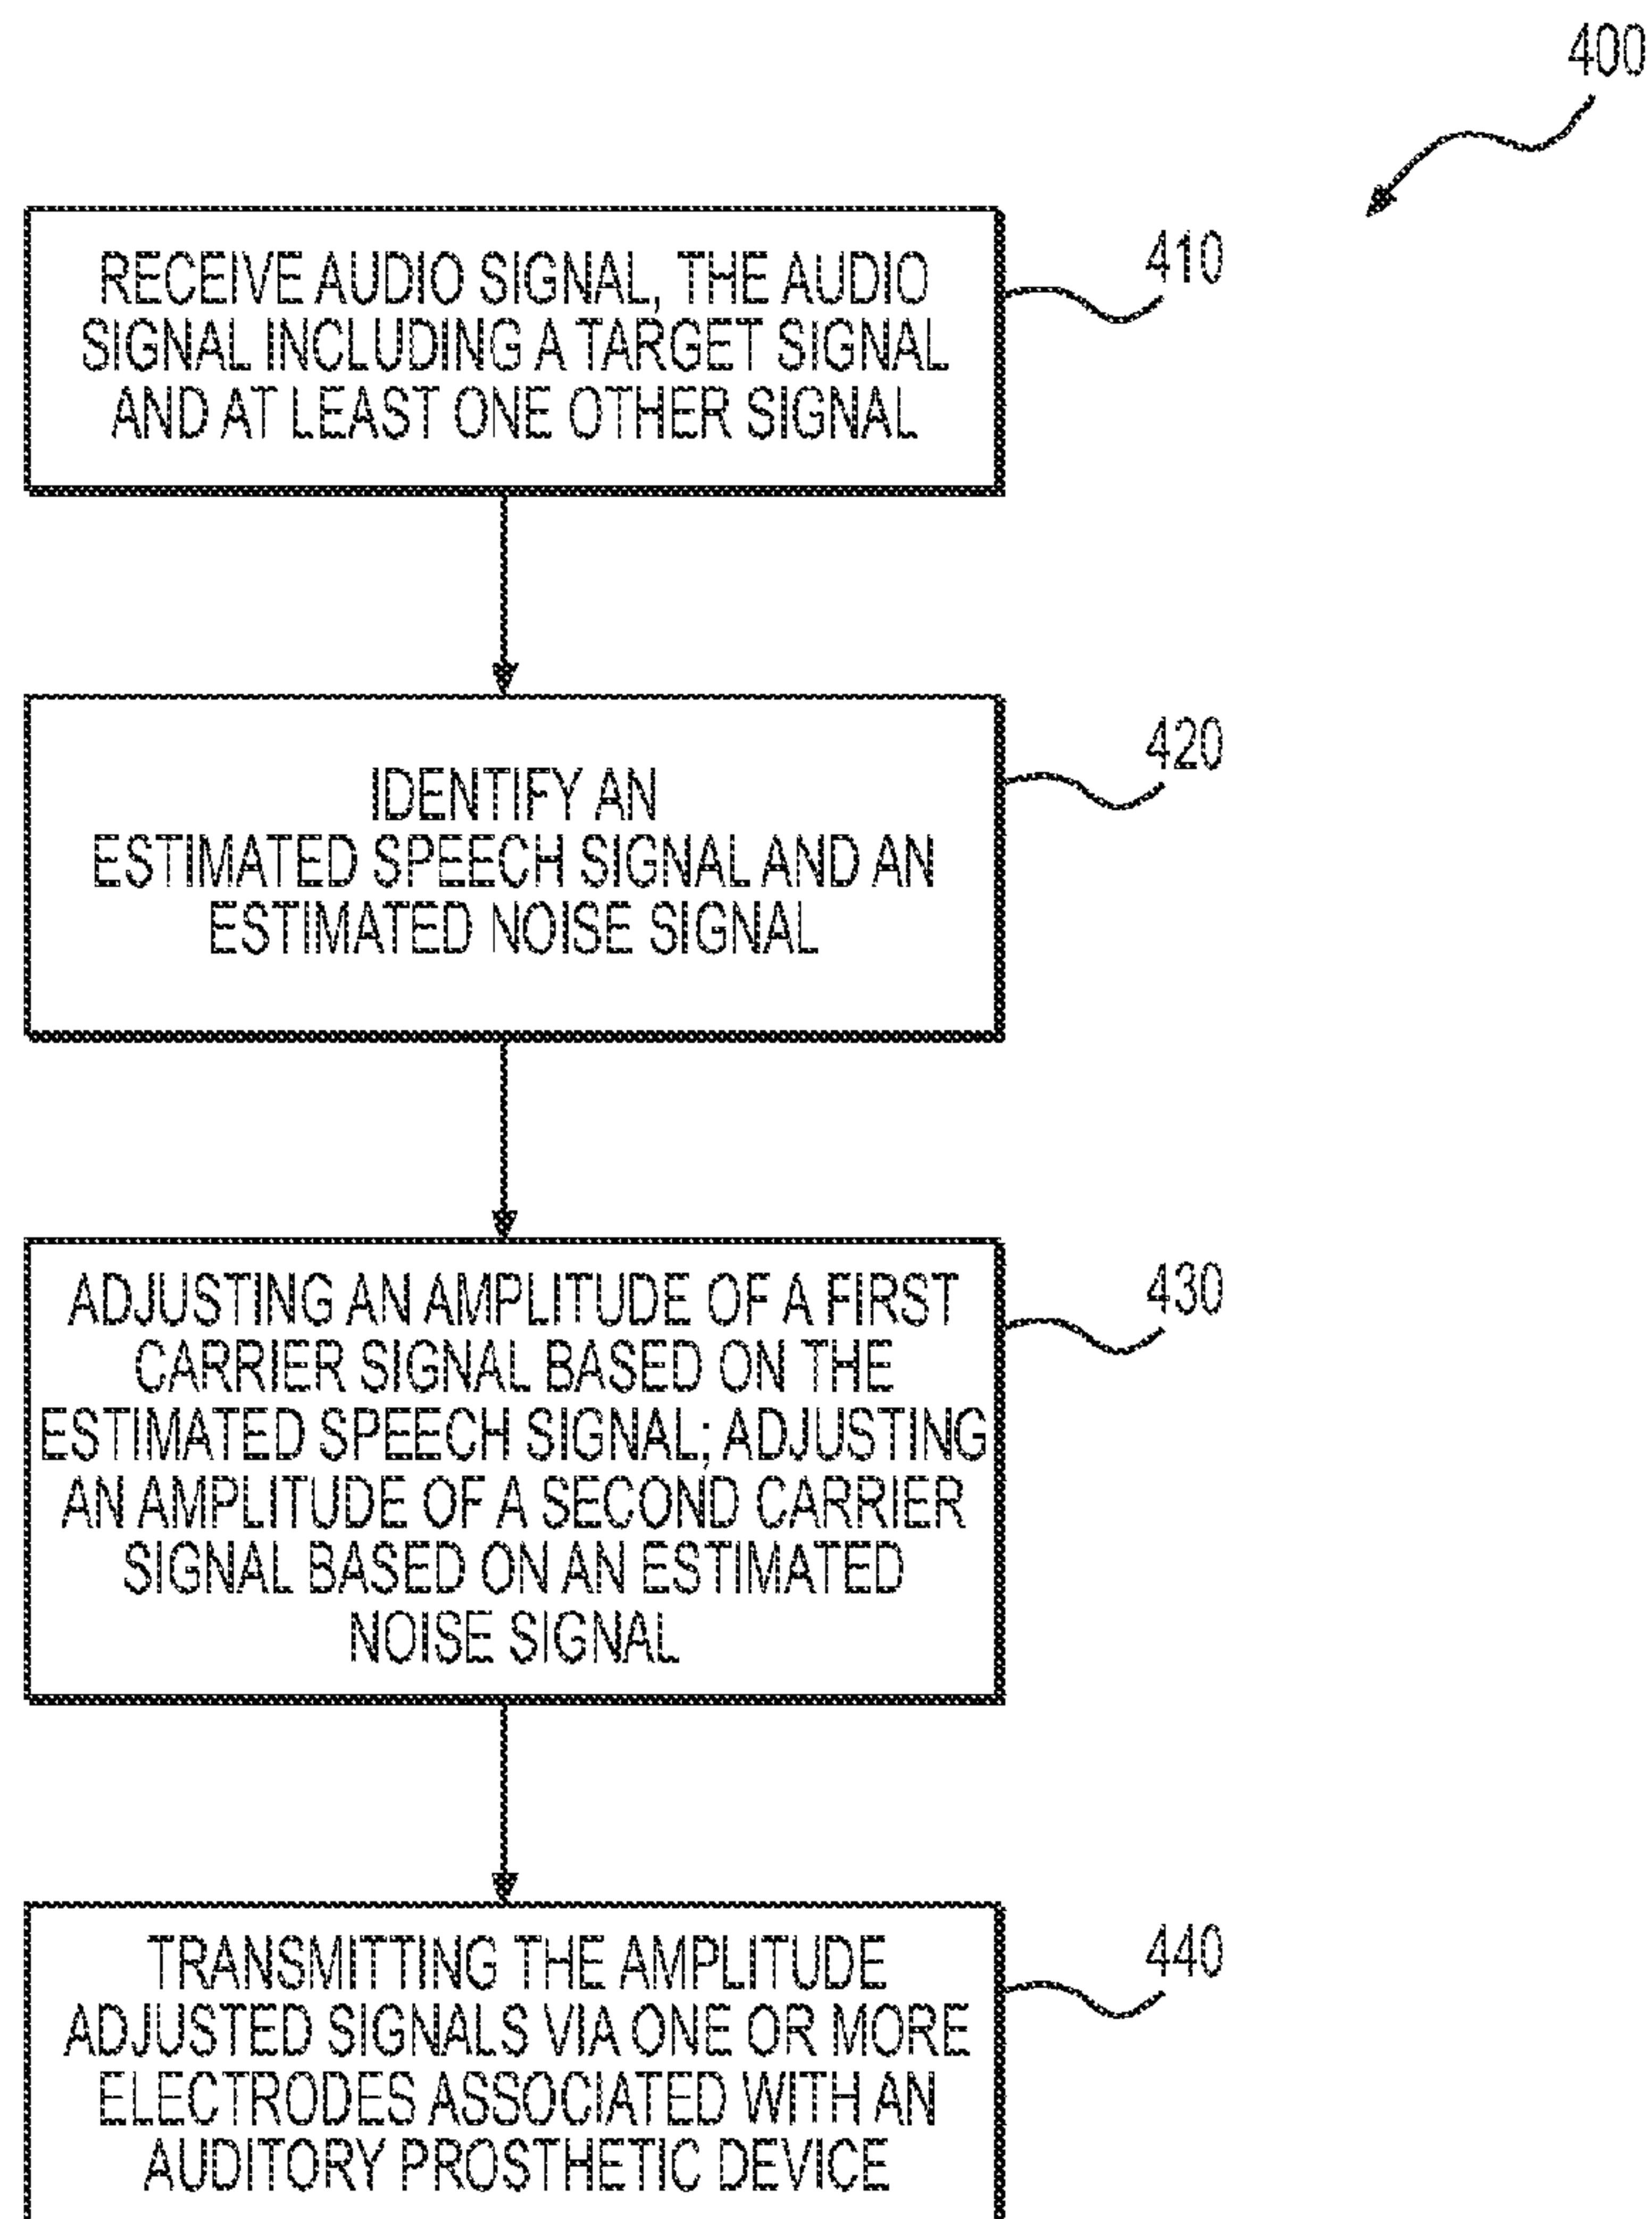 400
RECEIVE AUDIO SIGNAL, THE AUDIO
SIGNAL INCLUDING A TARGET SIGNAL
AND AT LEAST ONE OTHER SIGNAL
410
IDENTIFY AN
ESTIMATED SPEECH SIGNAL AND AN
ESTIMATED NOISE SIGNAL
420
ADJUSTING AN AMPLITUDE OF A FIRST
CARRIER SIGNAL BASED ON THE
ESTIMATED SPEECH SIGNAL; ADJUSTING
AN AMPLITUDE OF A SECOND CARRIER
SIGNAL BASED ON AN ESTIMATED
NOISE SIGNAL
430
TRANSMITTING THE AMPLITUDE
ADJUSTED SIGNALS VIA ONE OR MORE
ELECTRODES ASSOCIATED WITH AN
AUDITORY PROSTHETIC DEVICE
440